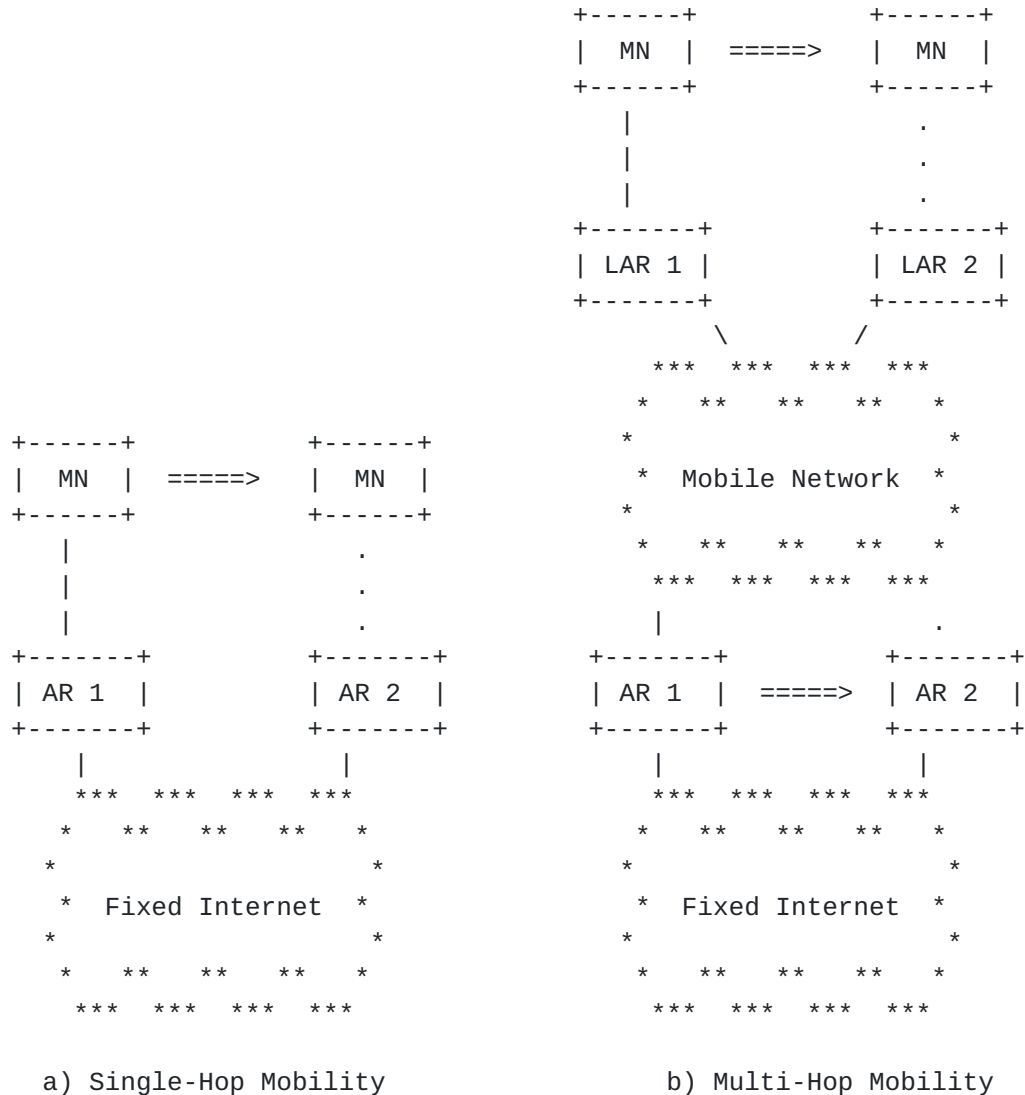 +------+           +------+
|  MN  |  =====>   |  MN  |
+------+           +------+
|                  .
|                  .
|                  .
+-------+          +-------+
| LAR 1 |          | LAR 2 |
+-------+          +-------+
\        /
***  ***  ***  ***
*   **   **   **   *
+------+           +------+     *                    *
|  MN  |  =====>   |  MN  |     *  Mobile Network  *
+------+           +------+     *                    *
|                  .     *   **   **   **   *
|                  .     ***  ***  ***  ***
|                  .     |                 .
+-------+          +-------+     +-------+          +-------+
| AR 1  |          | AR 2  |     | AR 1  |  =====>  | AR 2  |
+-------+          +-------+     +-------+          +-------+
|                |     |                |
***  ***  ***  ***     ***  ***  ***  ***
*   **   **   **   *     *   **   **   **   *
*                    *     *                    *
*  Fixed Internet  *     *  Fixed Internet  *
*                    *     *                    *
*   **   **   **   *     *   **   **   **   *
***  ***  ***  ***     ***  ***  ***  ***
a) Single-Hop Mobility     b) Multi-Hop Mobility